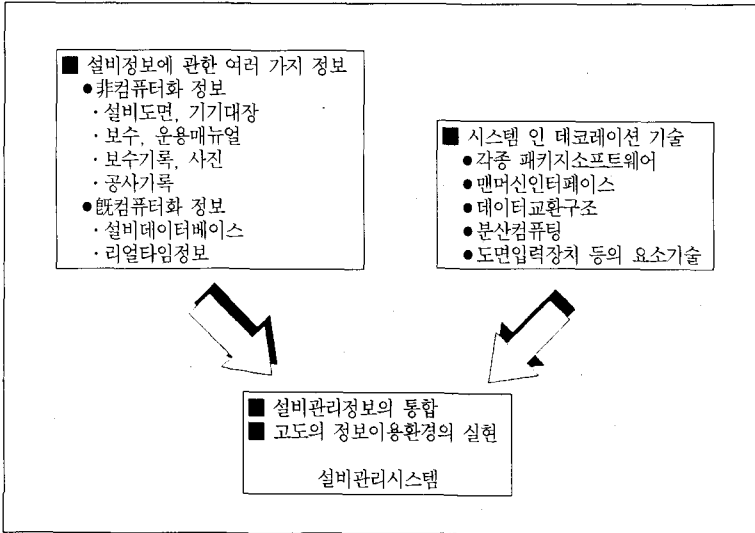 ■ 설비정보에 관한 여러 가지 정보
●非컴퓨터화 정보
· 설비도면, 기기대장
· 보수, 운용매뉴얼
· 보수기록, 사진
· 공사기록
●旣컴퓨터화 정보
· 설비데이터베이스
· 리얼타임정보
■ 시스템 인 데코레이션 기술
●각종 패키지소프트웨어
●맨머신인터페이스
●데이터교환구조
●분산컴퓨팅
●도면입력장치 등의 요소기술
■ 설비관리정보의 통합
■ 고도의 정보이용환경의 실현
설비관리시스템